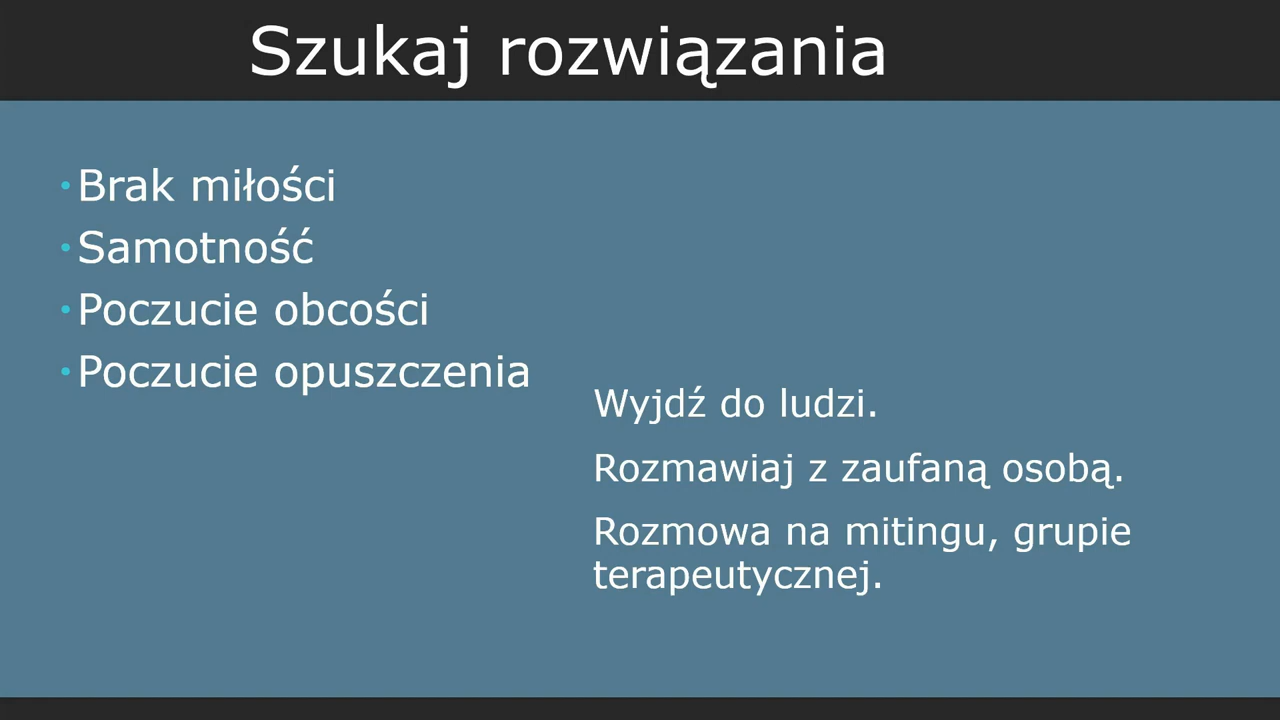 Szukaj rozwiązania
Brak miłości
Samotność
Poczucie obcości
Poczucie opuszczenia
Wyjdź do ludzi.
Rozmawiaj z zaufaną osobą.
Rozmowa na mitingu, grupie
terapeutycznej.